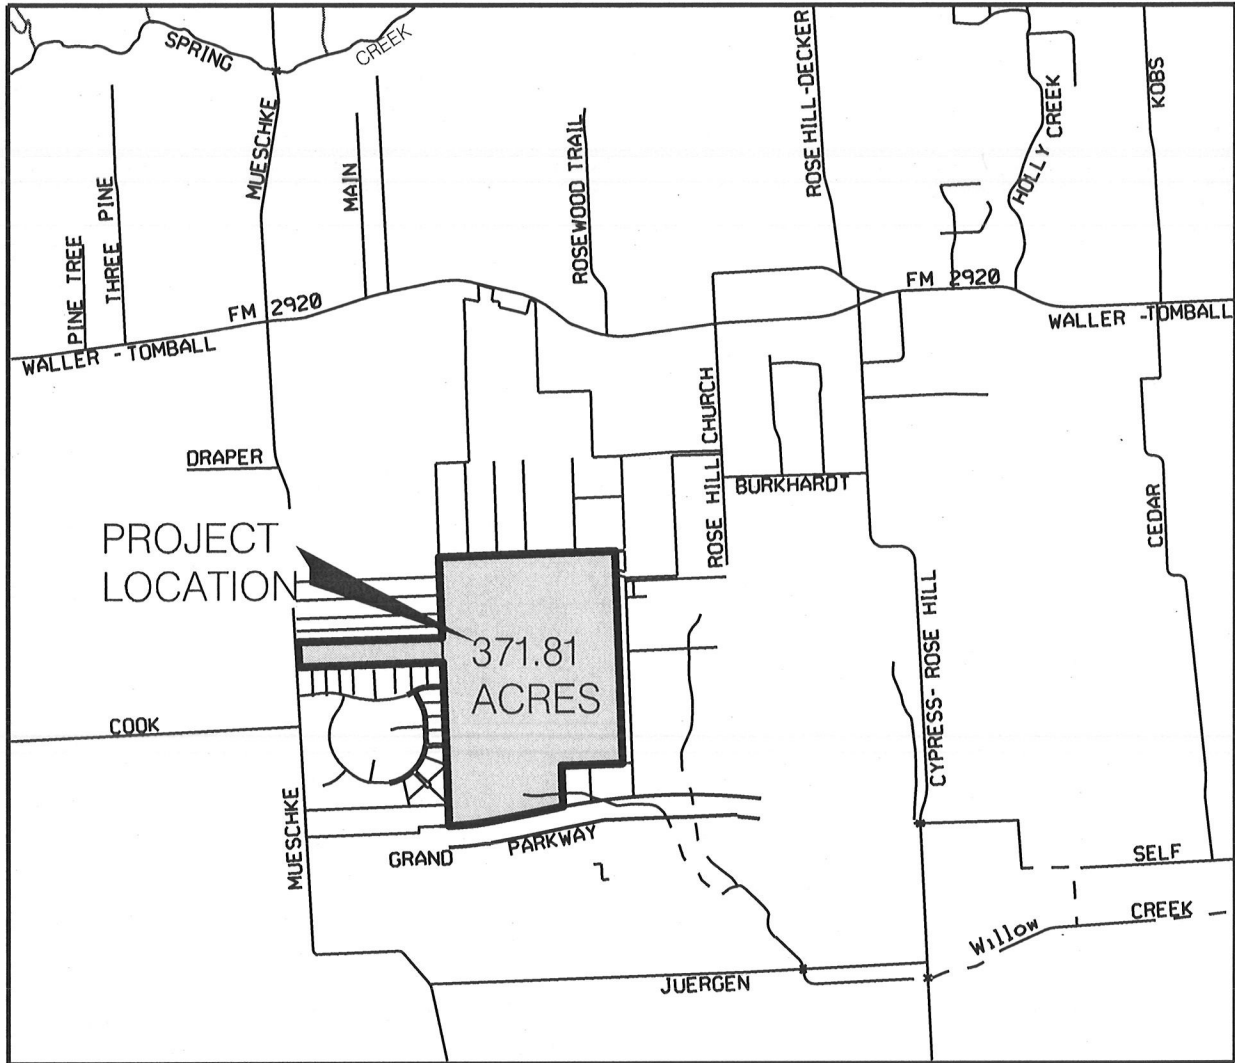 SPRING
CREEK
MUESCHKE
MAIN
THREE PINE
PINE TREE
ROSEWOOD TRAIL
ROSE HILL-DECKER
HOLLY CREEK
KOBS
FM 2920
FM 2920
WALLER - TOMBALL
WALLER -TOMBALL
ROSE HILL CHURCH
DRAPER
BURKHARDT
CEDAR
PROJECT
LOCATION
371.81
ACRES
CYPRESS- ROSE HILL
COOK
MUESCHKE
GRAND PARKWAY
SELF
Willow CREEK
JUERGEN